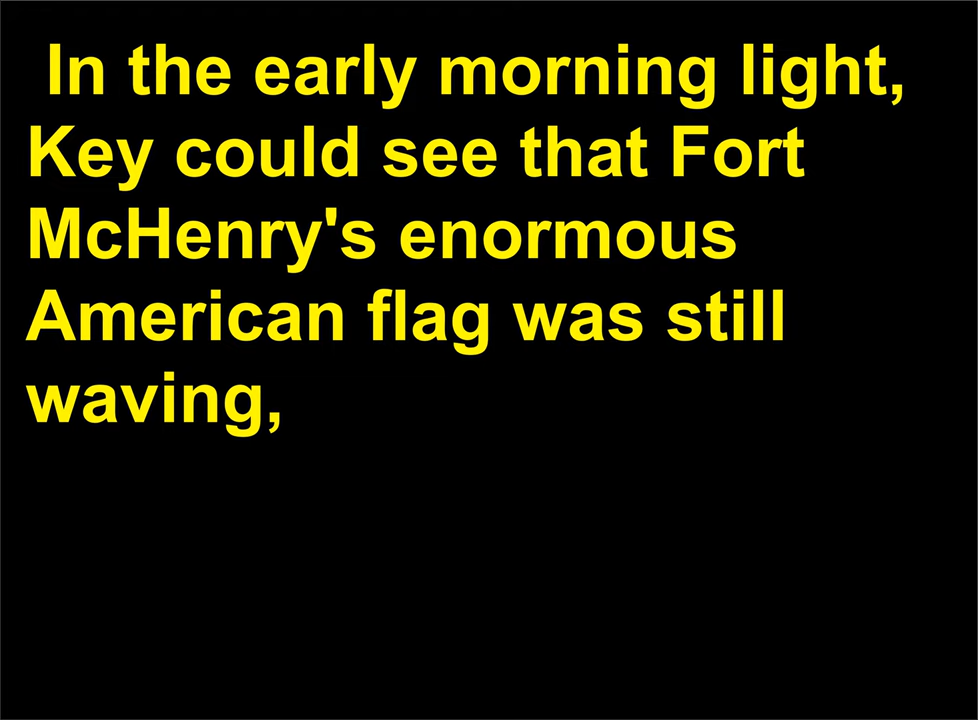 In the early morning light,
Key could see that Fort
McHenry's enormous
American flag was still
waving,